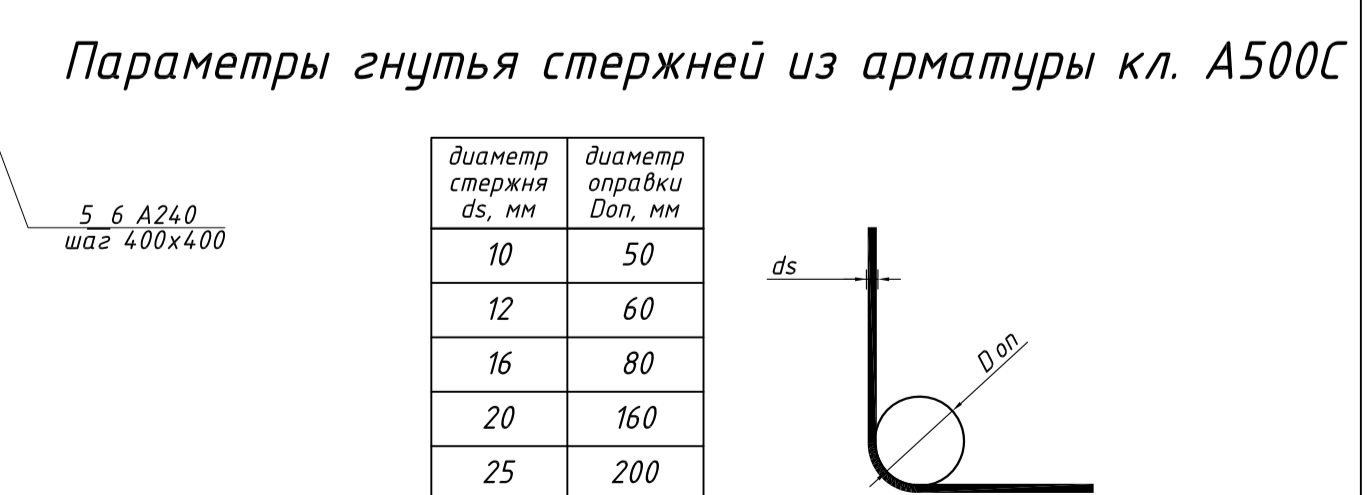 Параметры гнутья стержней из арматуры кл. А500С
5 6 А240
шаг 400х400
диаметр стержня ds, мм
диаметр оправки Dоп, мм
10 50
12 60
16 80
20 160
25 200
ds
D оп